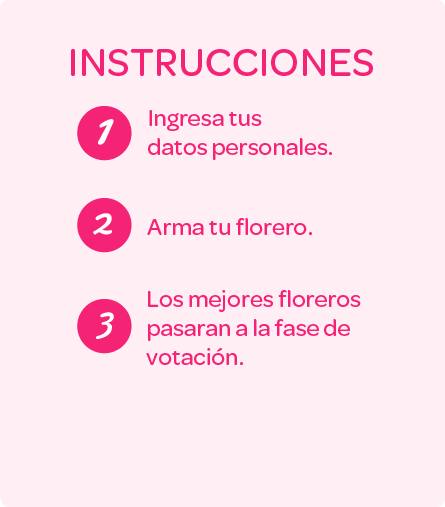 INSTRUCCIONES
1
Ingresa tus
datos personales.
2
Arma tu florero.
3
Los mejores floreros
pasaran a la fase de
votación.